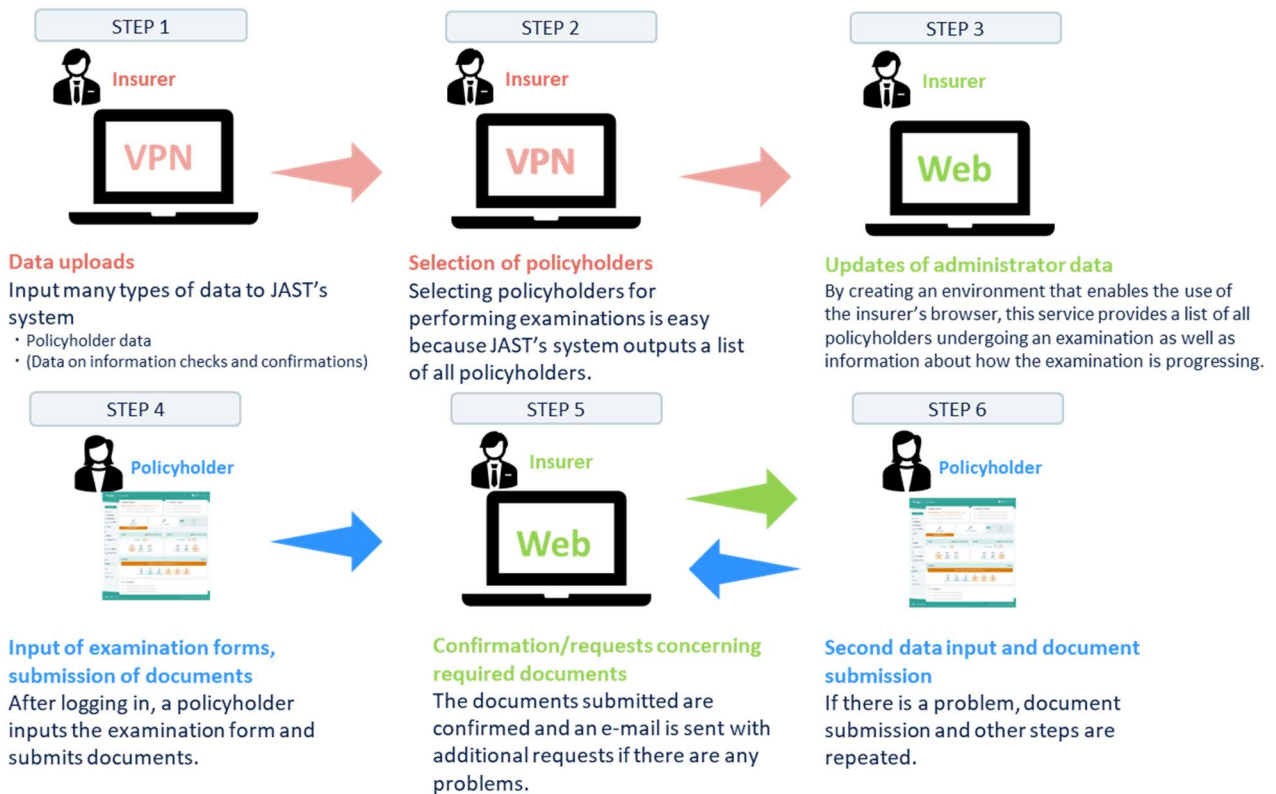 STEP 1
Insurer
VPN
Data uploads
Input many types of data to JAST's
system
・Policyholder data
・(Data on information checks and confirmations)
STEP 2
Insurer
VPN
Selection of policyholders
Selecting policyholders for
performing examinations is easy
because JAST's system outputs a list
of all policyholders.
STEP 3
Insurer
Web
Updates of administrator data
By creating an environment that enables the use of
the insurer's browser, this service provides a list of all
policyholders undergoing an examination as well as
information about how the examination is progressing.
STEP 4
Policyholder
Input of examination forms,
submission of documents
After logging in, a policyholder
inputs the examination form and
submits documents.
STEP 5
Insurer
Web
Confirmation/requests concerning
required documents
The documents submitted are
confirmed and an e-mail is sent with
additional requests if there are any
problems.
STEP 6
Policyholder
Second data input and document
submission
If there is a problem, document
submission and other steps are
repeated.